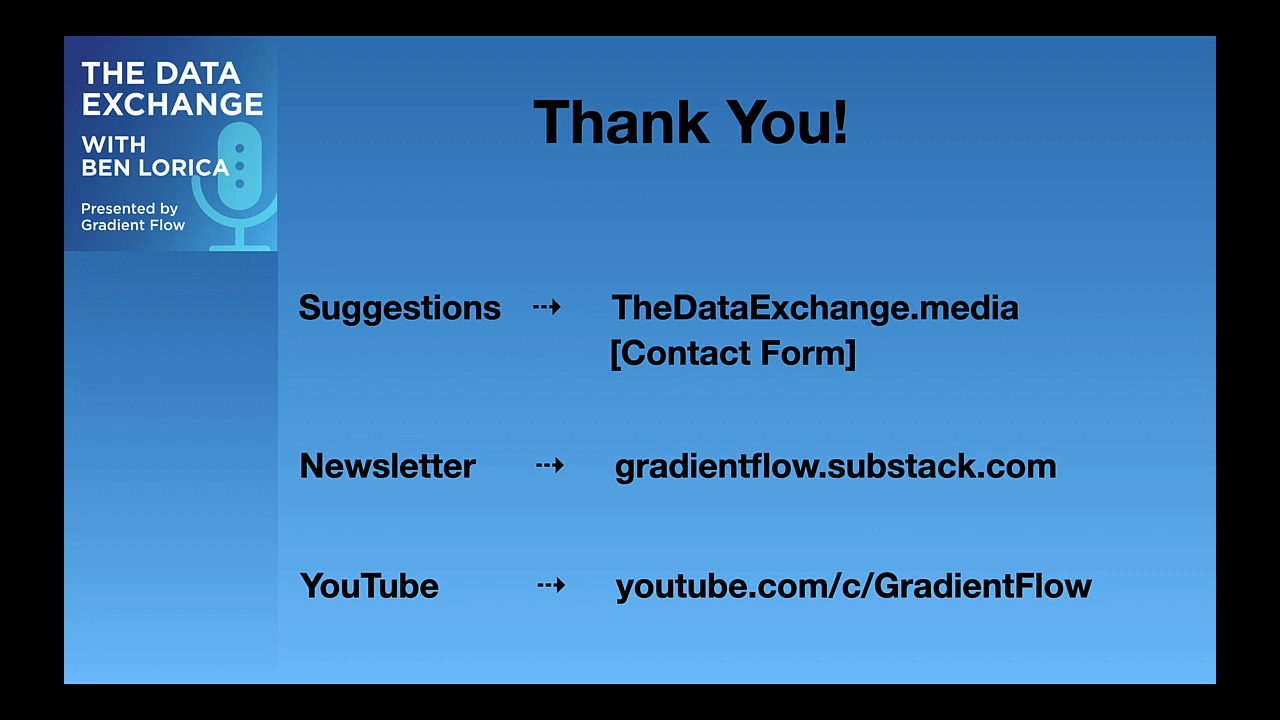 THE DATA
EXCHANGE
WITH
BEN LORICA
Presented by
Gradient Flow
Thank You!
Suggestions ⇢ TheDataExchange.media
[Contact Form]
Newsletter ⇢ gradientflow.substack.com
YouTube ⇢ youtube.com/c/GradientFlow